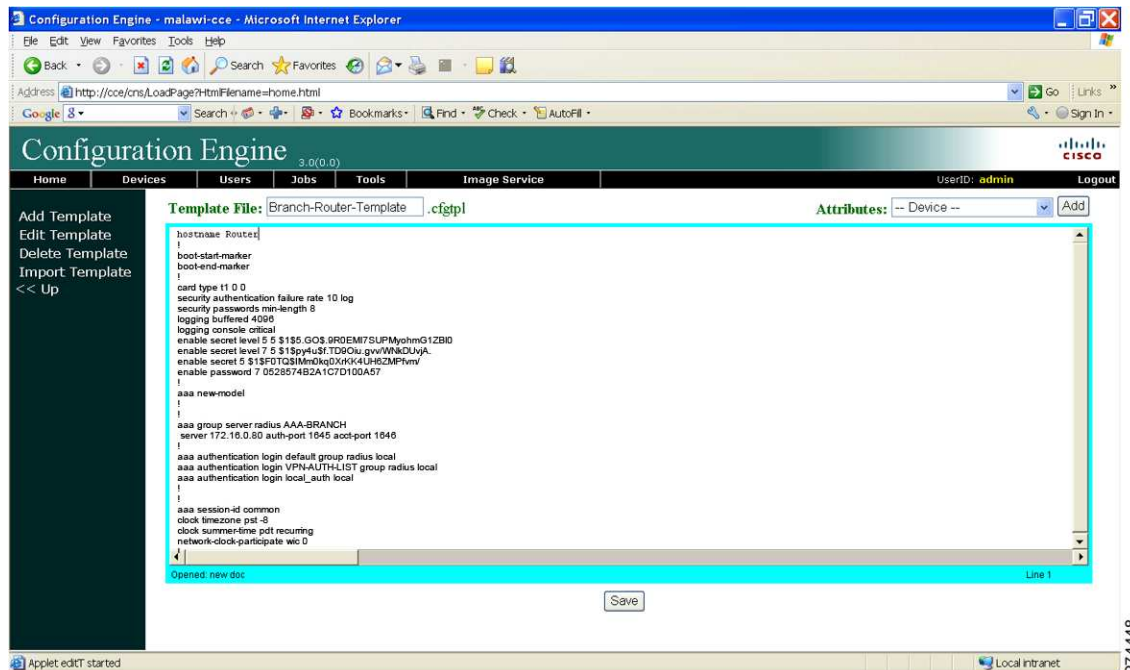 Configuration Engine - malawi-cce - Microsoft Internet Explorer
File Edit View Favorites Tools Help
Back Search Favorites
Address http://cce/cns/LoadPage?HtmlFilename=home.html Go Links »
Google Search Bookmarks Find Check AutoFill Sign In
Configuration Engine 3.0(0.0)
CISCO
Home Devices Users Jobs Tools Image Service UserID: admin Logout
Add Template
Edit Template
Delete Template
Import Template
<< Up
Template File: Branch-Router-Template .cfgtpl Attributes: -- Device -- Add
hostname Router
!
boot-start-marker
boot-end-marker
!
card type t1 0 0
security authentication failure rate 10 log
security passwords min-length 8
logging buffered 4096
logging console critical
enable secret level 5 5 $1$5.GO$.9R0EMI7SUPMyohmG1ZBI0
enable secret level 7 5 $1$py4u$f.TD9Oiu.gvv/WNkDUvjA.
enable secret 5 $1$F0TQ$IMm0kq0XrKK4UH6ZMPfvm/
enable password 7 0528574B2A1C7D100A57
!
aaa new-model
!
!
aaa group server radius AAA-BRANCH
server 172.16.0.80 auth-port 1645 acct-port 1646
!
aaa authentication login default group radius local
aaa authentication login VPN-AUTH-LIST group radius local
aaa authentication login local_auth local
!
!
aaa session-id common
clock timezone pst -8
clock summer-time pdt recurring
network-clock-participate wic 0
!
Opened: new doc Line 1
Save
Applet editT started Local intranet